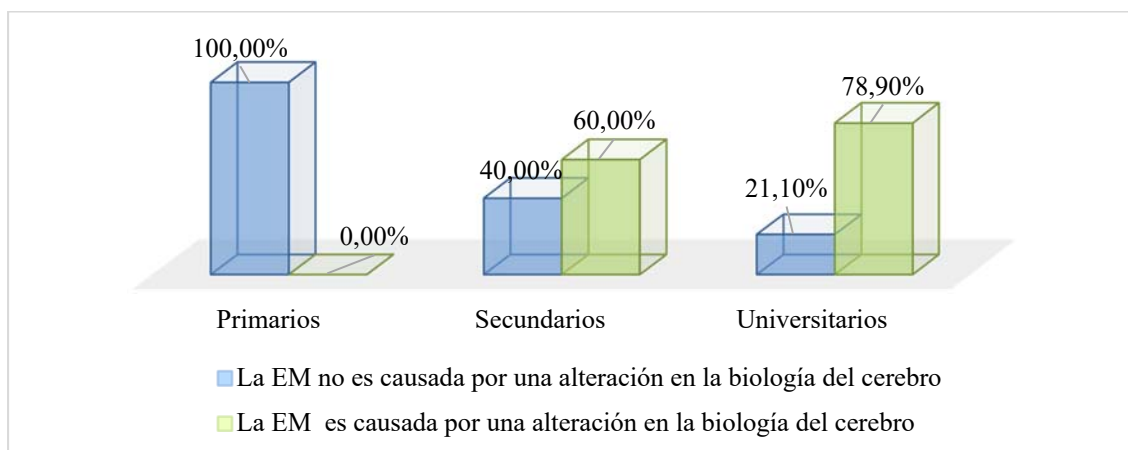 100,00%
0,00%
40,00%
60,00%
21,10%
78,90%
Primarios
Secundarios
Universitarios
La EM no es causada por una alteración en la biología del cerebro
La EM es causada por una alteración en la biología del cerebro